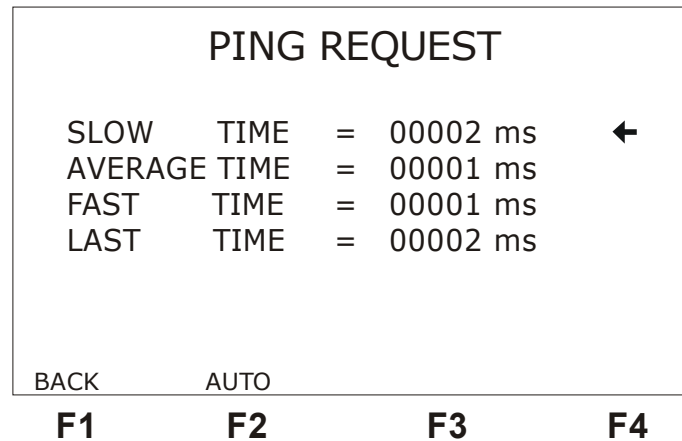 PING REQUEST
SLOW TIME = 00002 ms
AVERAGE TIME = 00001 ms
FAST TIME = 00001 ms
LAST TIME = 00002 ms
BACK AUTO
F1 F2 F3 F4